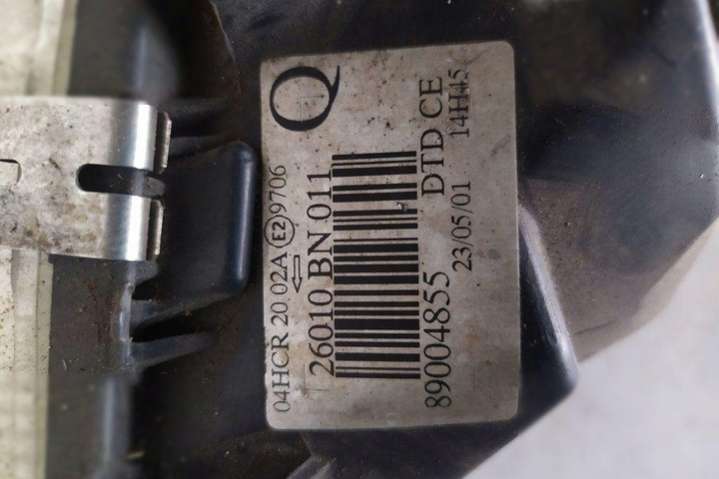 04HCR 20 02A E2 9706
26010 BN 011
89004855 DTD CE
23/05/01 14H45
Q